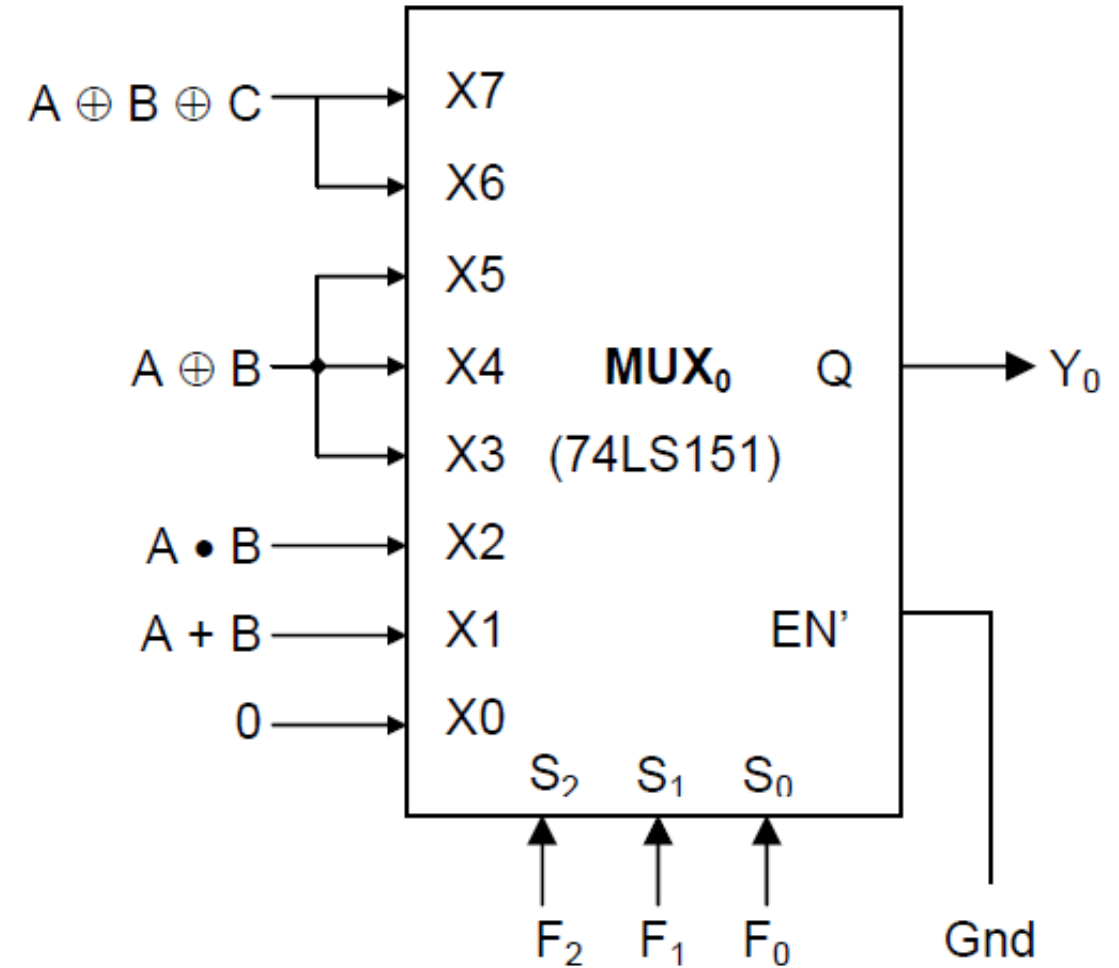 A ⊕ B ⊕ C X7
X6
X5
A ⊕ B X4 MUX₀ Q Y₀
X3 (74LS151)
A • B X2
A + B X1 EN’
0 X0
S₂ S₁ S₀
F₂ F₁ F₀ Gnd